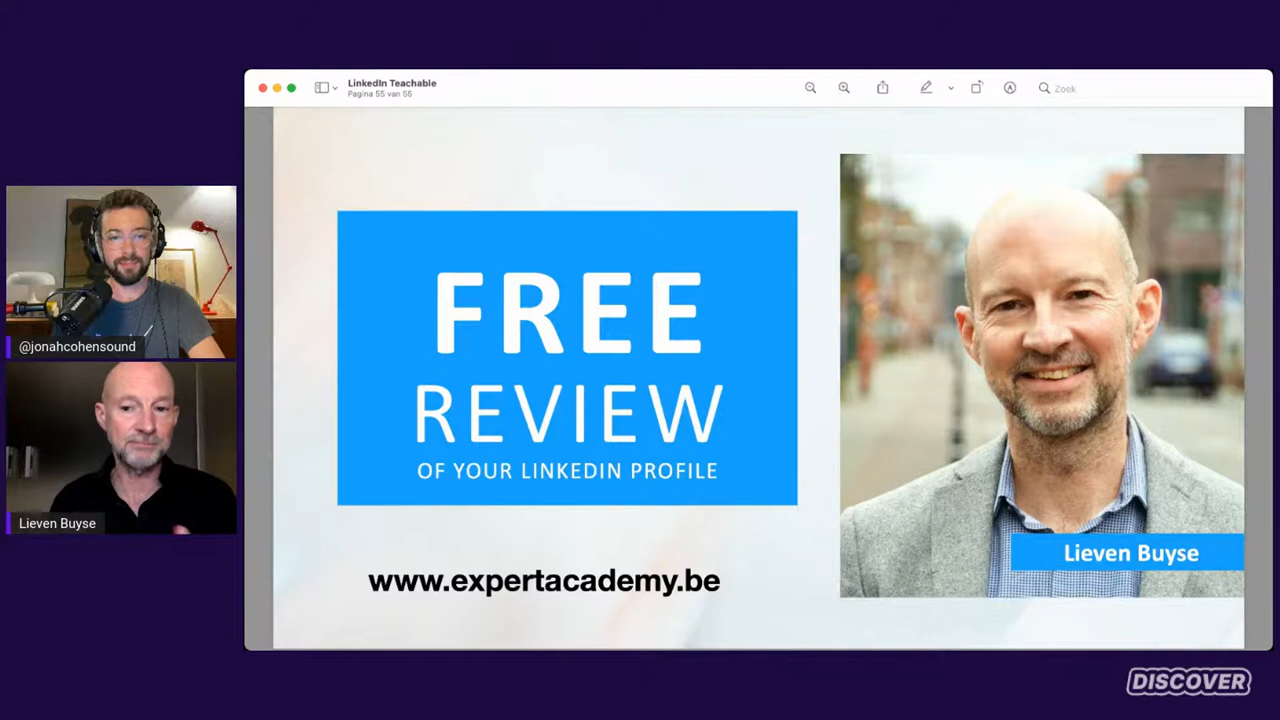 LinkedIn Teachable
Pagina 55 van 55
Zoek
FREE
REVIEW
OF YOUR LINKEDIN PROFILE
www.expertacademy.be
Lieven Buyse
@jonahcohensound
Lieven Buyse
DISCOVER